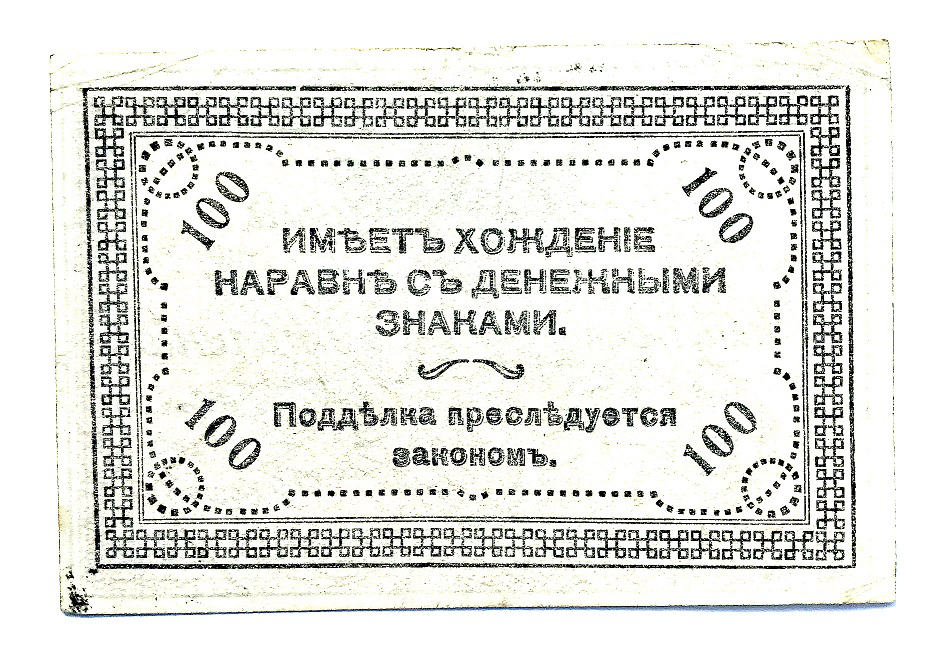 100 100
ИМѢЕТЪ ХОЖДЕНІЕ
НАРАВНѢ СЪ ДЕНЕЖНЫМИ
ЗНАКАМИ.
Поддѣлка преслѣдуется
закономъ.
100 100